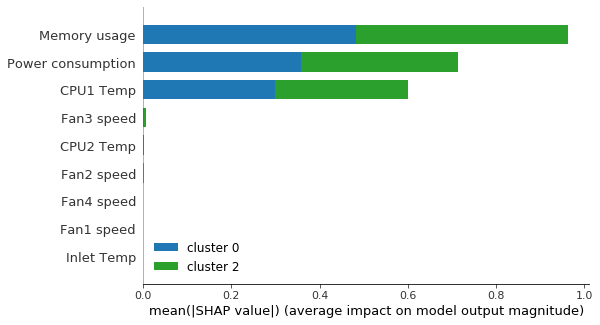 Memory usage
Power consumption
CPU1 Temp
Fan3 speed
CPU2 Temp
Fan2 speed
Fan4 speed
Fan1 speed
Inlet Temp
cluster 0
cluster 2
0.0 0.2 0.4 0.6 0.8 1.0
mean(|SHAP value|) (average impact on model output magnitude)